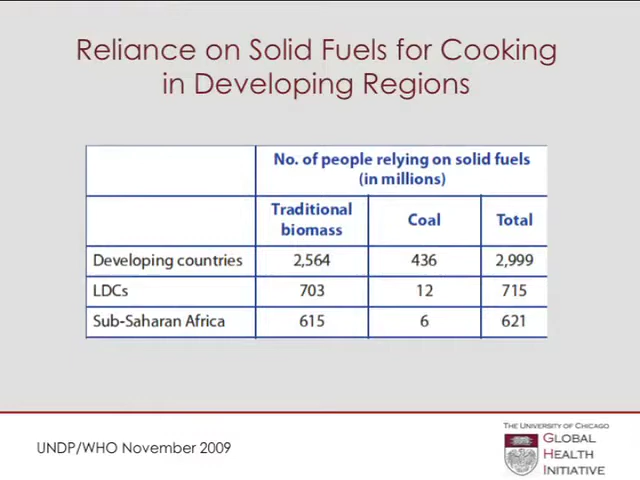 Reliance on Solid Fuels for Cooking
in Developing Regions
No. of people relying on solid fuels
(in millions)
Traditional
biomass
Coal
Total
Developing countries 2,564 436 2,999
LDCs 703 12 715
Sub-Saharan Africa 615 6 621
UNDP/WHO November 2009
THE UNIVERSITY OF CHICAGO
GLOBAL
HEALTH
INITIATIVE